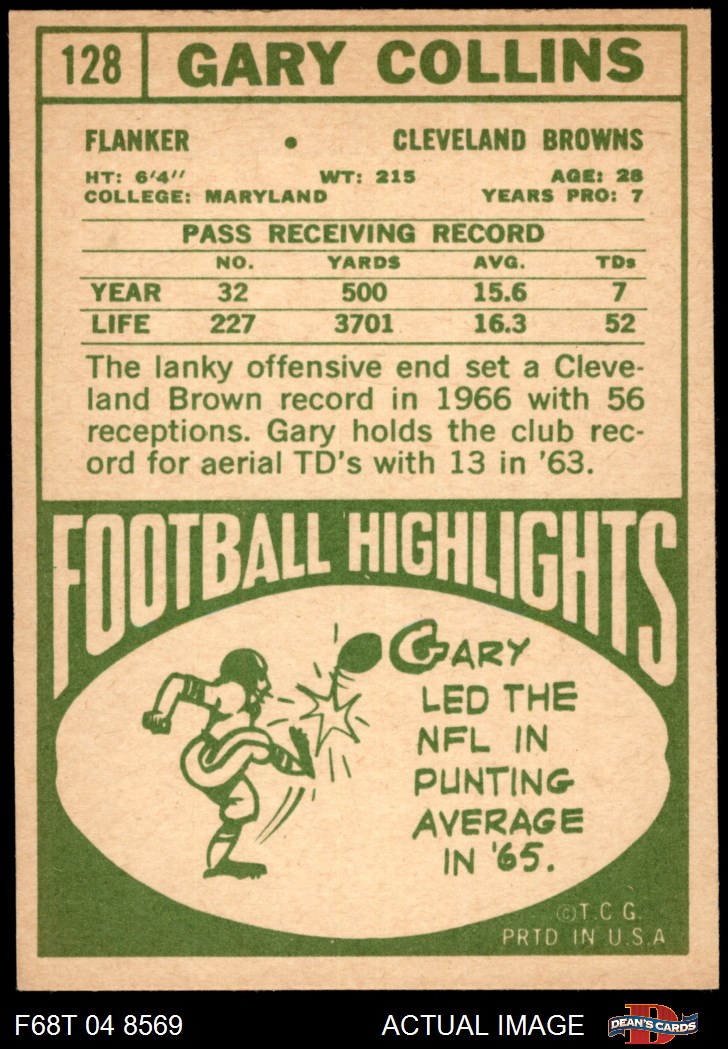 128 GARY COLLINS
FLANKER • CLEVELAND BROWNS
HT: 6'4" WT: 215 AGE: 28
COLLEGE: MARYLAND YEARS PRO: 7
PASS RECEIVING RECORD
NO. YARDS AVG. TDs
YEAR 32 500 15.6 7
LIFE 227 3701 16.3 52
The lanky offensive end set a Cleve-
land Brown record in 1966 with 56
receptions. Gary holds the club rec-
ord for aerial TD's with 13 in '63.
FOOTBALL HIGHLIGHTS
GARY
LED THE
NFL IN
PUNTING
AVERAGE
IN '65.
©T.C G.
PRTD IN U.S.A
F68T 04 8569 ACTUAL IMAGE D DEAN'S CARDS